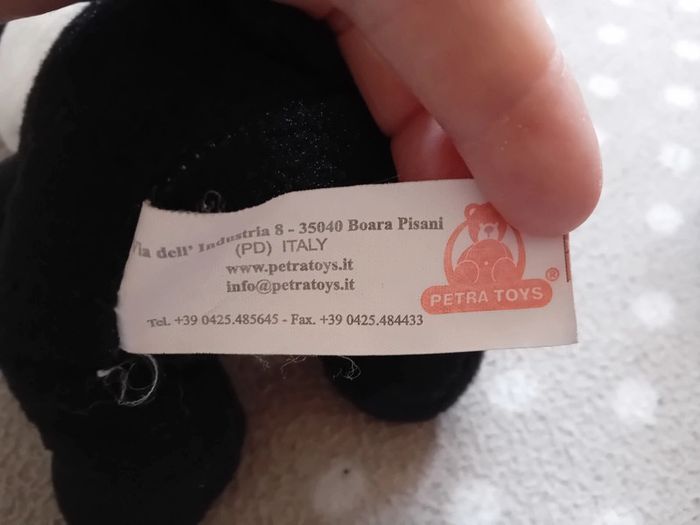 Via dell' Industria 8 - 35040 Boara Pisani
(PD) ITALY
www.petratoys.it
info@petratoys.it
Tel. +39 0425.485645 - Fax. +39 0425.484433
PETRA TOYS ®